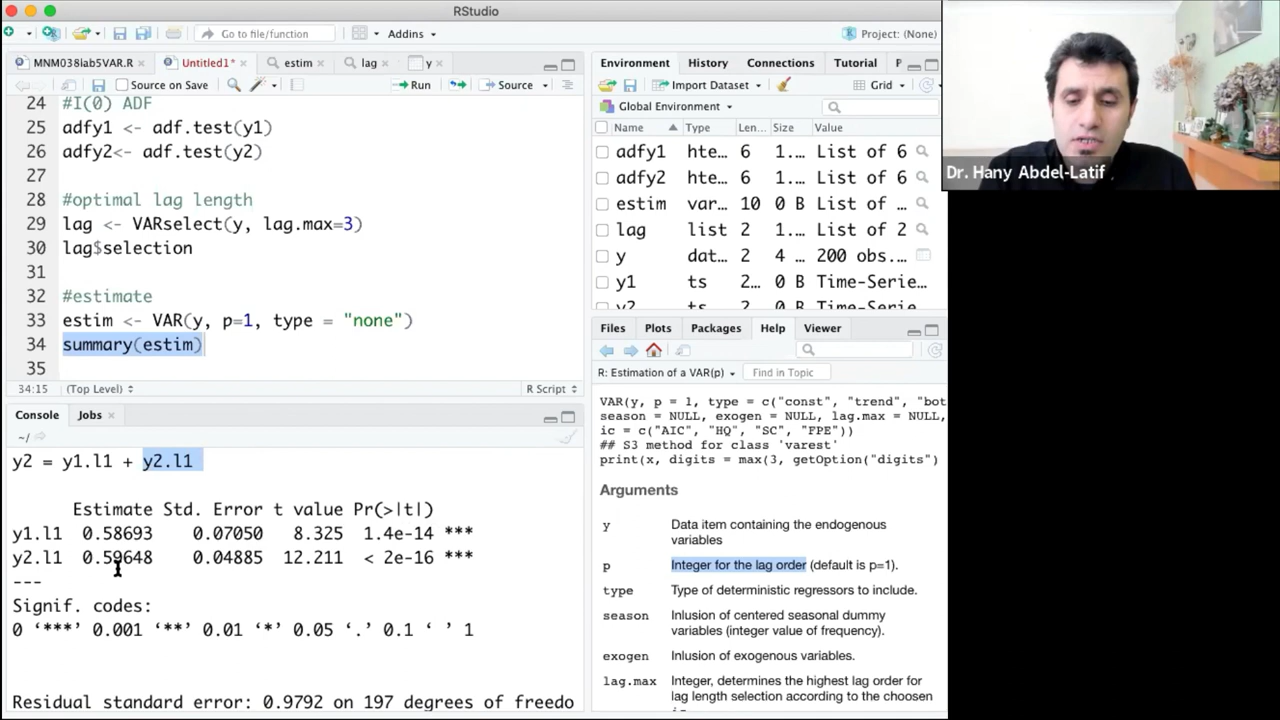 RStudio
Go to file/function
Addins
Project: (None)
MNM038lab5VAR.R
Untitled1*
estim
lag
y
Source on Save
Run
Source
24 #I(0) ADF
25 adfy1 <- adf.test(y1)
26 adfy2<- adf.test(y2)
27
28 #optimal lag length
29 lag <- VARselect(y, lag.max=3)
30 lag$selection
31
32 #estimate
33 estim <- VAR(y, p=1, type = "none")
34 summary(estim)
35
34:15 (Top Level) R Script
Console Jobs
~/
y2 = y1.l1 + y2.l1
Estimate Std. Error t value Pr(>|t|)
y1.l1 0.58693 0.07050 8.325 1.4e-14 ***
y2.l1 0.59648 0.04885 12.211 < 2e-16 ***
---
Signif. codes:
0 ‘***’ 0.001 ‘**’ 0.01 ‘*’ 0.05 ‘.’ 0.1 ‘ ’ 1
Residual standard error: 0.9792 on 197 degrees of freedo
Environment History Connections Tutorial
Import Dataset Grid
Global Environment
Name Type Len... Size Value
adfy1 hte... 6 1.... List of 6
adfy2 hte... 6 1.... List of 6
estim var... 10 0 B List of ...
lag list 2 1.... List of 2
y dat... 2 4 ... 200 obs....
y1 ts 2... 0 B Time-Serie...
y2 ts 2... 0 B Time-Serie...
Files Plots Packages Help Viewer
R: Estimation of a VAR(p) Find in Topic
VAR(y, p = 1, type = c("const", "trend", "bot
season = NULL, exogen = NULL, lag.max = NULL,
ic = c("AIC", "HQ", "SC", "FPE"))
## S3 method for class 'varest'
print(x, digits = max(3, getOption("digits")
Arguments
y Data item containing the endogenous
variables
p Integer for the lag order (default is p=1).
type Type of deterministic regressors to include.
season Inlusion of centered seasonal dummy
variables (integer value of frequency).
exogen Inlusion of exogenous variables.
lag.max Integer, determines the highest lag order for
lag length selection according to the choosen
Dr. Hany Abdel-Latif